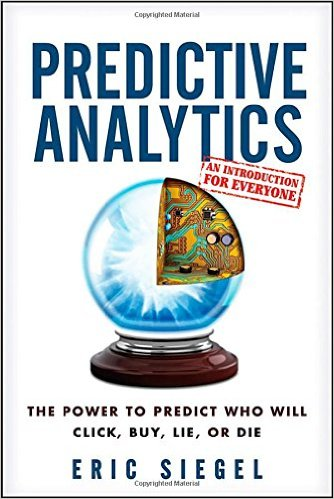 PREDICTIVE
ANALYTICS
AN INTRODUCTION
FOR EVERYONE
THE POWER TO PREDICT WHO WILL
CLICK, BUY, LIE, OR DIE
ERIC SIEGEL